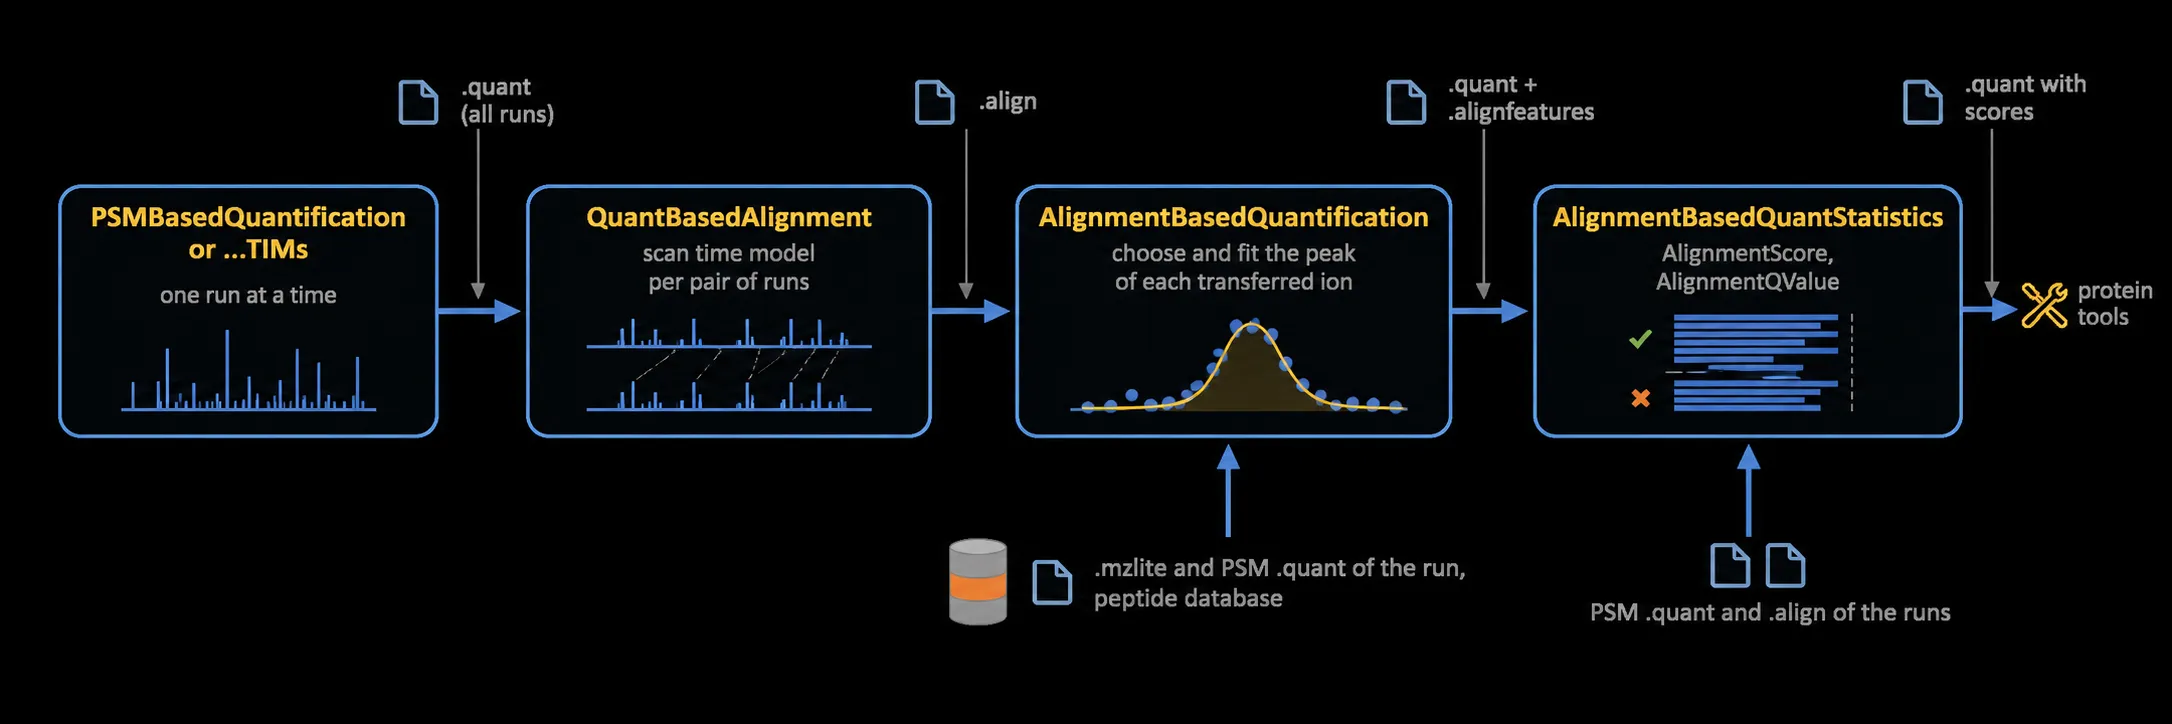 .quant
(all runs)
.align
.quant +
.alignfeatures
.quant with
scores
PSMBasedQuantification
or ...TIMs
one run at a time
QuantBasedAlignment
scan time model
per pair of runs
AlignmentBasedQuantification
choose and fit the peak
of each transferred ion
AlignmentBasedQuantStatistics
AlignmentScore,
AlignmentQValue
protein
tools
.mzlite and PSM .quant of the run,
peptide database
PSM .quant and .align of the runs